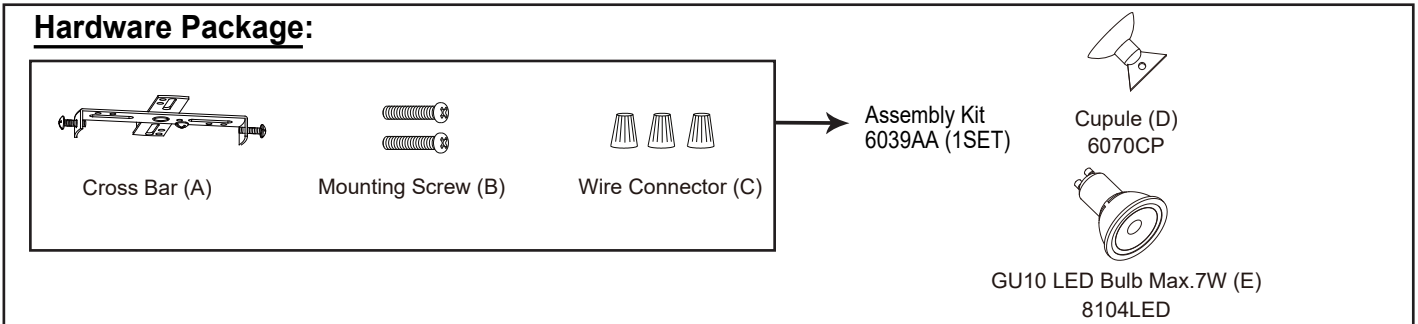 Hardware Package:
Cross Bar (A)
Mounting Screw (B)
Wire Connector (C)
Assembly Kit
6039AA (1SET)
Cupule (D)
6070CP
GU10 LED Bulb Max.7W (E)
8104LED